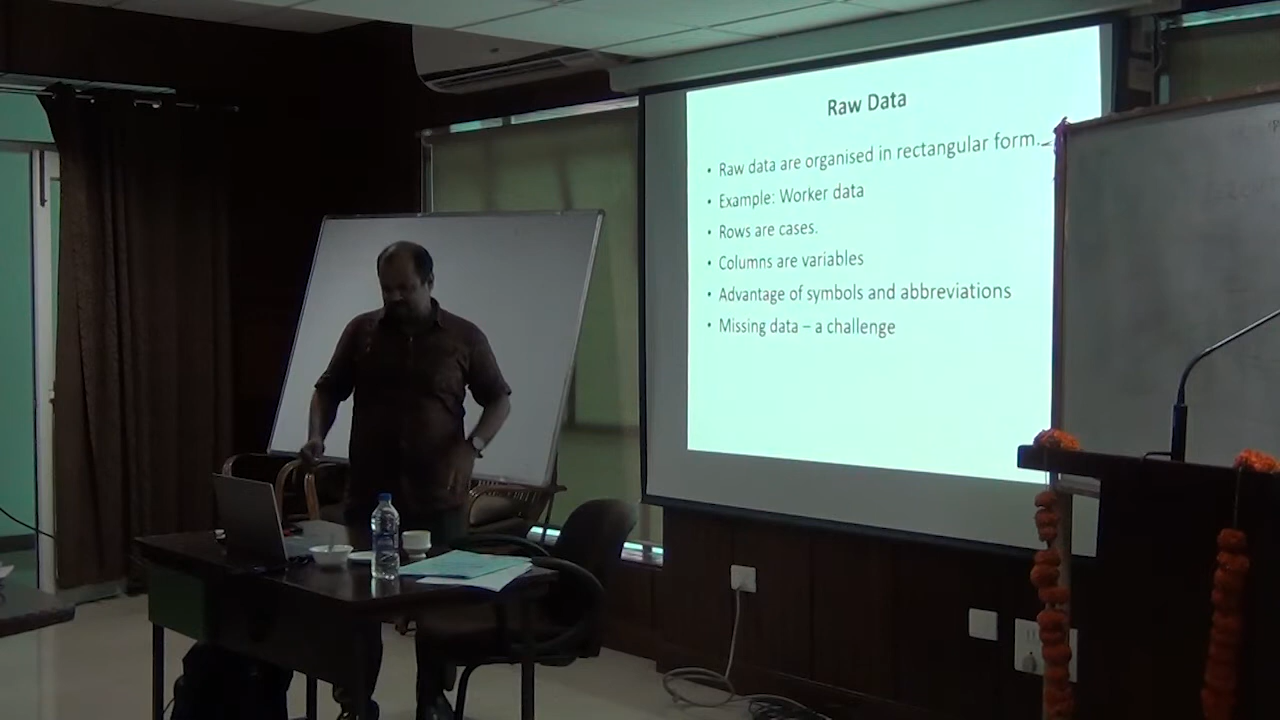 Raw Data
• Raw data are organised in rectangular form.
• Example: Worker data
• Rows are cases.
• Columns are variables
• Advantage of symbols and abbreviations
• Missing data – a challenge